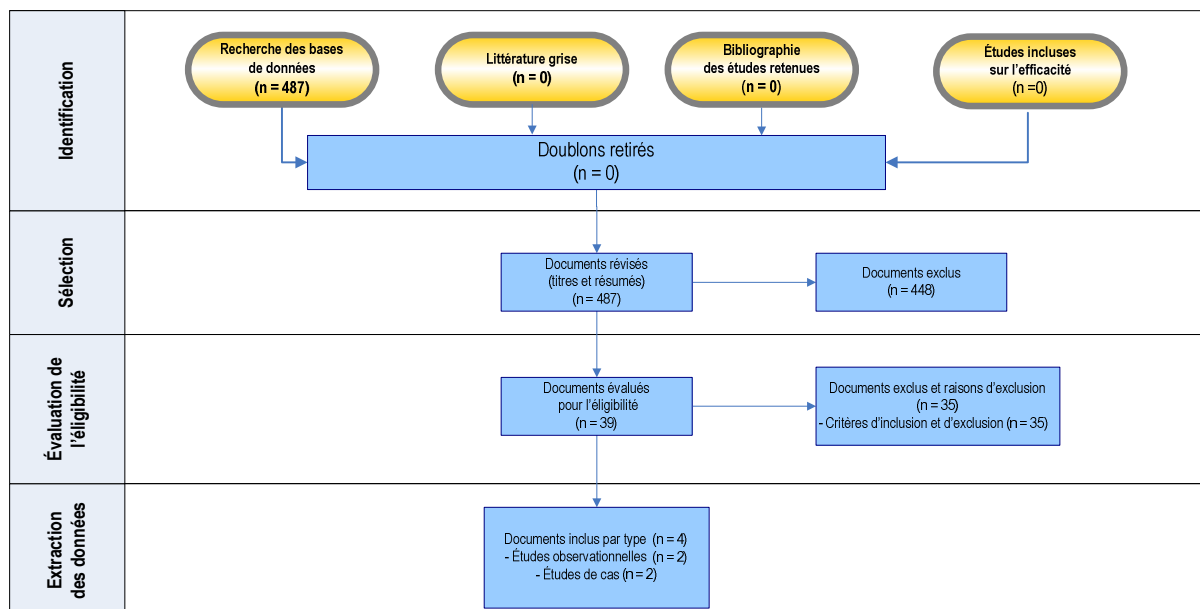 Identification
Recherche des bases
de données
(n = 487)
Littérature grise
(n = 0)
Bibliographie
des études retenues
(n = 0)
Études incluses
sur l'efficacité
(n =0)
Doublons retirés
(n = 0)
Sélection
Documents révisés
(titres et résumés)
(n = 487)
Documents exclus
(n = 448)
Évaluation de
l'éligibilité
Documents évalués
pour l'éligibilité
(n = 39)
Documents exclus et raisons d'exclusion
(n = 35)
- Critères d'inclusion et d'exclusion (n = 35)
Extraction
des données
Documents inclus par type (n = 4)
- Études observationnelles (n = 2)
- Études de cas (n = 2)